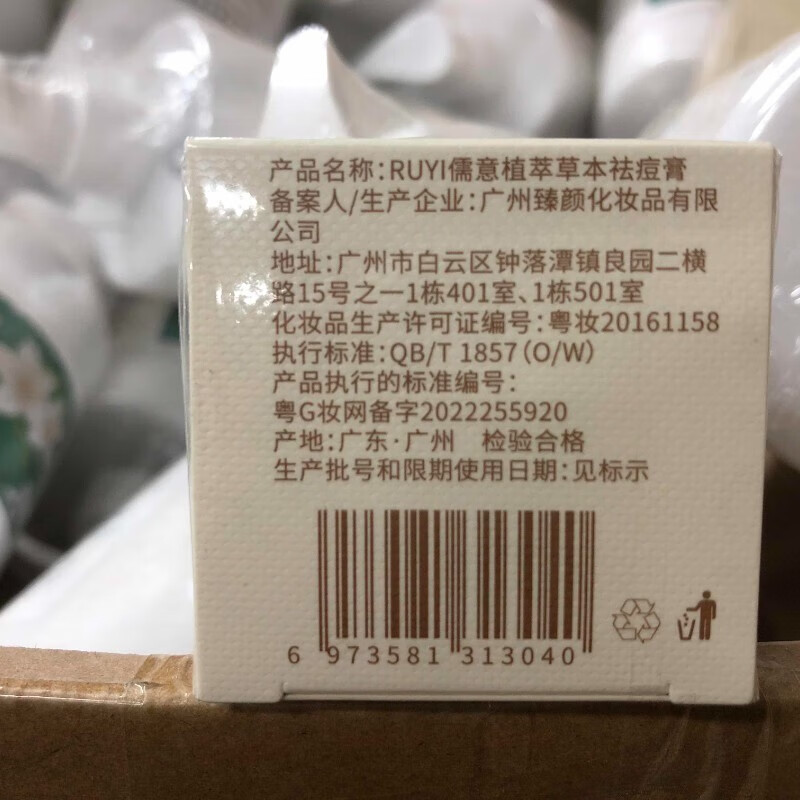 产品名称：RUYI儒意植萃草本祛痘膏
备案人/生产企业：广州臻颜化妆品有限
公司
地址：广州市白云区钟落潭镇良园二横
路15号之一1栋401室、1栋501室
化妆品生产许可证编号：粤妆20161158
执行标准：QB/T 1857（O/W）
产品执行的标准编号：
粤G妆网备字2022255920
产地：广东·广州　检验合格
生产批号和限期使用日期：见标示
6 973581 313040